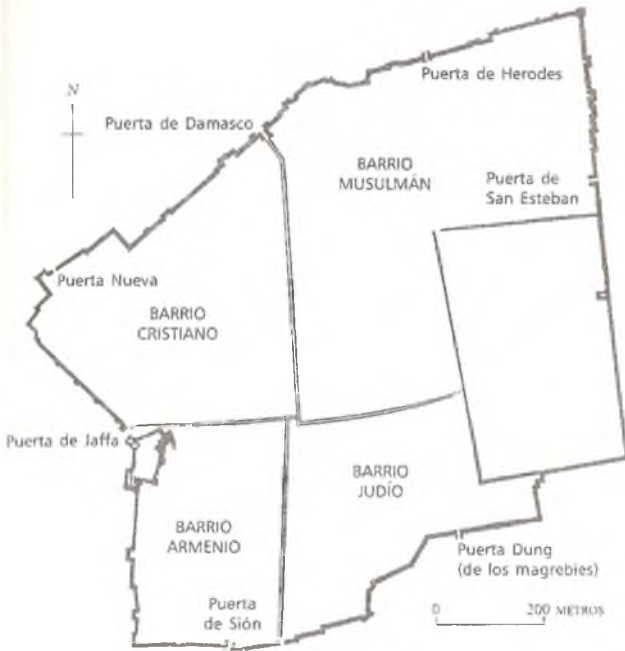 Puerta de Herodes
N
Puerta de Damasco
BARRIO
MUSULMÁN
Puerta de
San Esteban
Puerta Nueva
BARRIO
CRISTIANO
Puerta de Jaffa
BARRIO
JUDÍO
BARRIO
ARMENIO
Puerta Dung
(de los magrebíes)
Puerta
de Sión
0 200 METROS